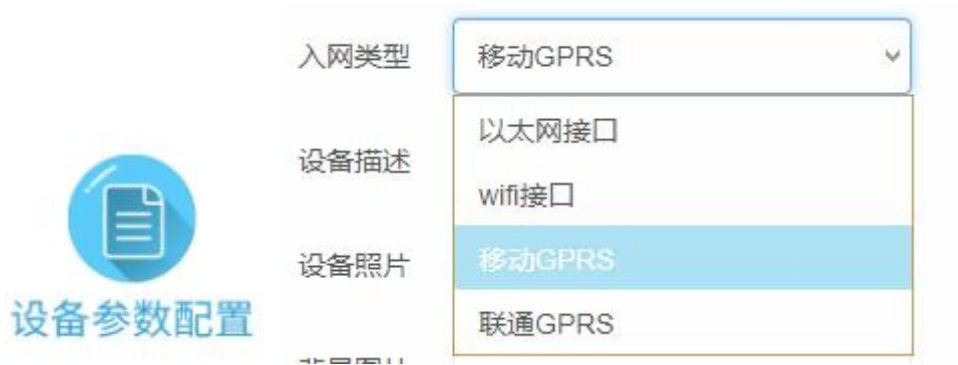 入网类型 移动GPRS
以太网接口
设备描述
wifi接口
设备照片 移动GPRS
设备参数配置
联通GPRS